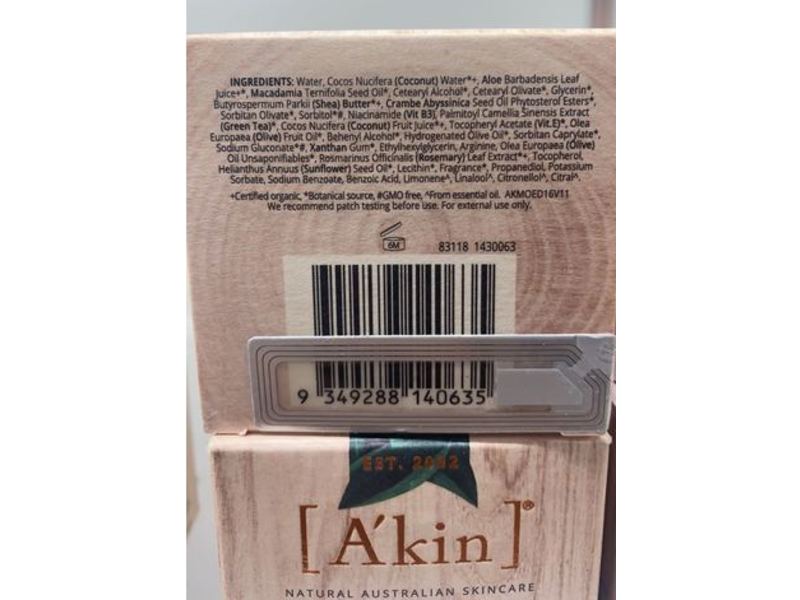 INGREDIENTS: Water, Cocos Nucifera (Coconut) Water*+, Aloe Barbadensis Leaf
Juice+*, Macadamia Ternifolia Seed Oil*, Cetearyl Alcohol*, Cetearyl Olivate*, Glycerin*,
Butyrospermum Parkii (Shea) Butter*+, Crambe Abyssinica Seed Oil Phytosterol Esters*,
Sorbitan Olivate*, Sorbitol*#, Niacinamide (Vit B3), Palmitoyl Camellia Sinensis Extract
(Green Tea)*, Cocos Nucifera (Coconut) Fruit Juice*+, Tocopheryl Acetate (Vit.E)*, Olea
Europaea (Olive) Fruit Oil*, Behenyl Alcohol*, Hydrogenated Olive Oil*, Sorbitan Caprylate*,
Sodium Gluconate*#, Xanthan Gum*, Ethylhexylglycerin, Arginine, Olea Europaea (Olive)
Oil Unsaponifiables*, Rosmarinus Officinalis (Rosemary) Leaf Extract*+, Tocopherol,
Helianthus Annuus (Sunflower) Seed Oil*, Lecithin*, Fragrance*, Propanediol, Potassium
Sorbate, Sodium Benzoate, Benzoic Acid, Limonene^, Linalool^, Citronellol^, Citral^.
+Certified organic, *Botanical source, #GMO free, ^From essential oil. AKMOED16V11
We recommend patch testing before use. For external use only.
6M
83118 1430063
9 349288 140635
EST. 2002
[A'kin]®
NATURAL AUSTRALIAN SKINCARE